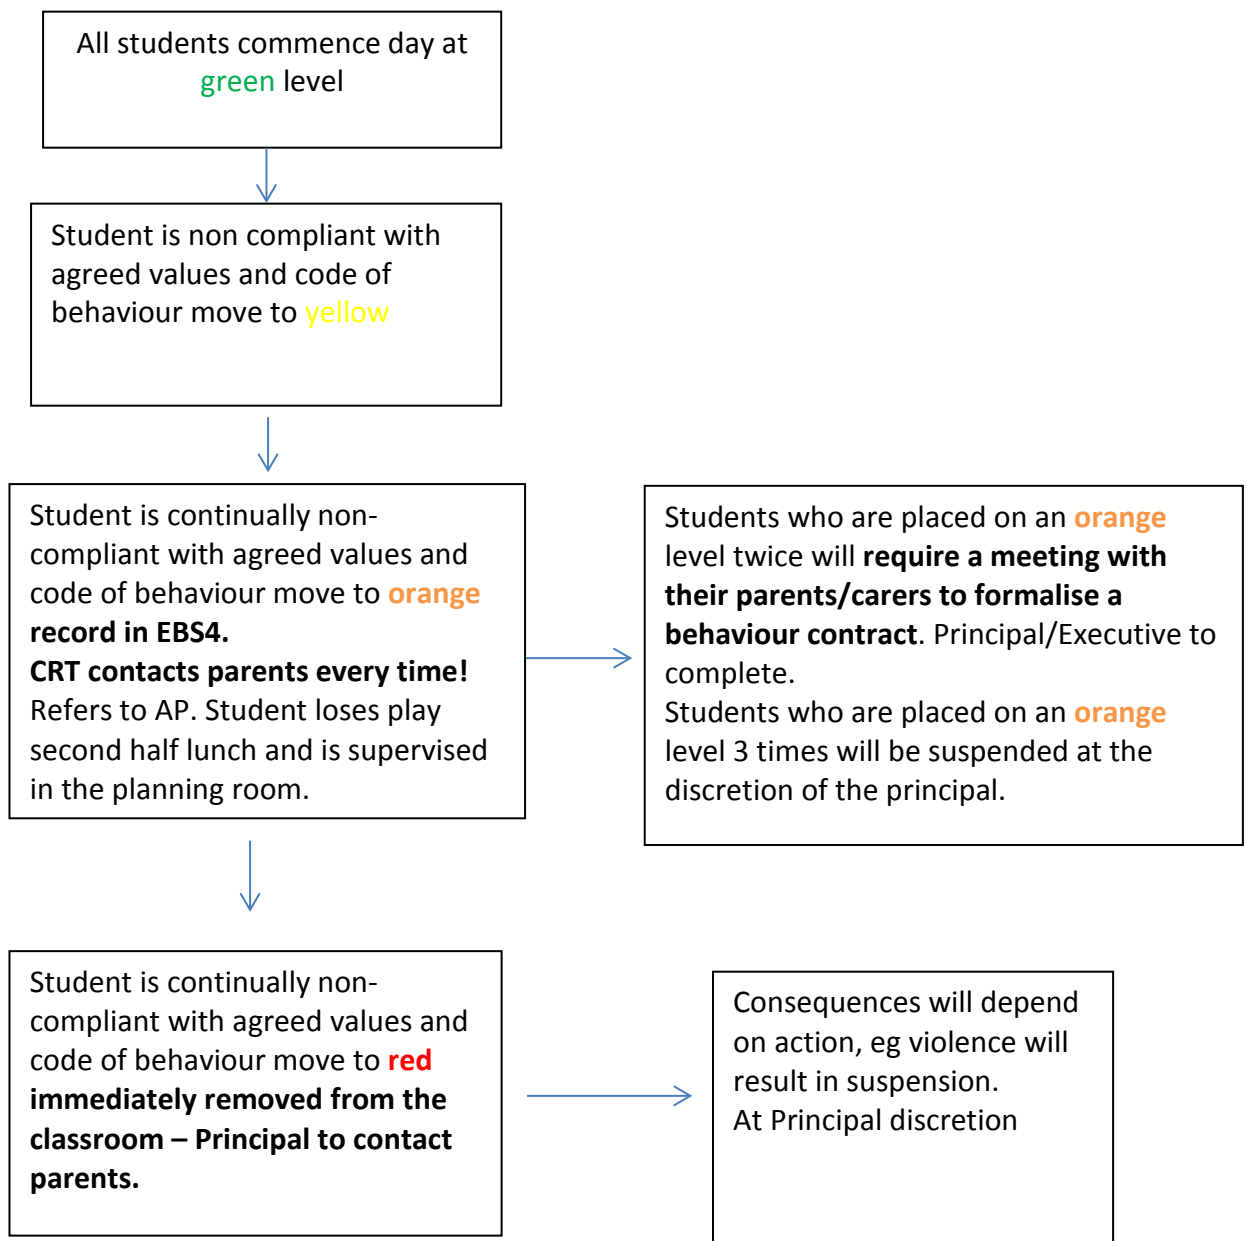 All students commence day at
green level
Student is non compliant with
agreed values and code of
behaviour move to yellow
Student is continually non-
compliant with agreed values and
code of behaviour move to orange
record in EBS4.
CRT contacts parents every time!
Refers to AP. Student loses play
second half lunch and is supervised
in the planning room.
Students who are placed on an orange
level twice will require a meeting with
their parents/carers to formalise a
behaviour contract. Principal/Executive to
complete.
Students who are placed on an orange
level 3 times will be suspended at the
discretion of the principal.
Student is continually non-
compliant with agreed values and
code of behaviour move to red
immediately removed from the
classroom – Principal to contact
parents.
Consequences will depend
on action, eg violence will
result in suspension.
At Principal discretion